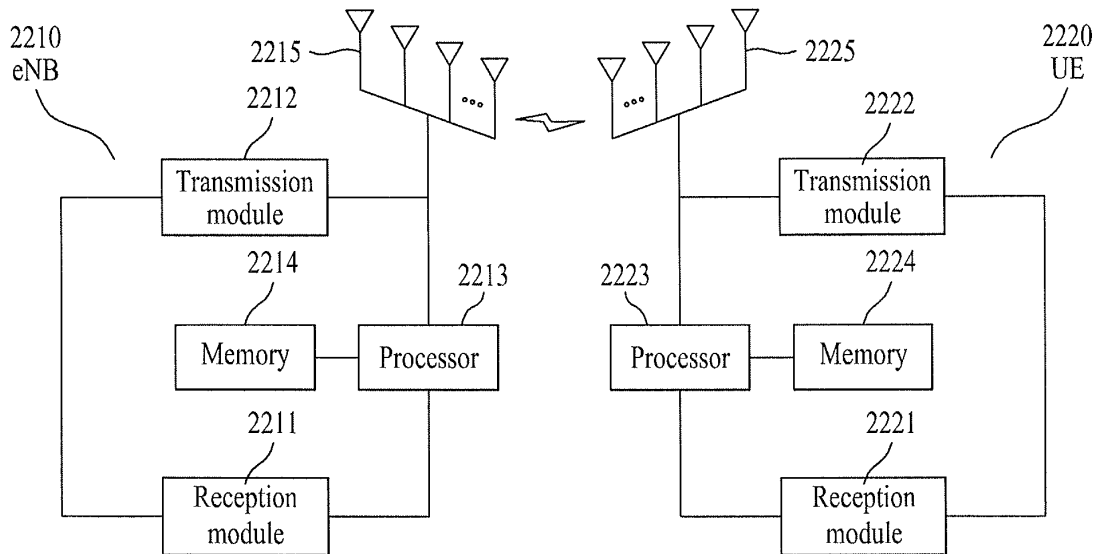 2210
eNB
2215
2225
2220
UE
2212
2222
Transmission
module
Transmission
module
2214
2213
2223
2224
Memory
Processor
Processor
Memory
2211
2221
Reception
module
Reception
module